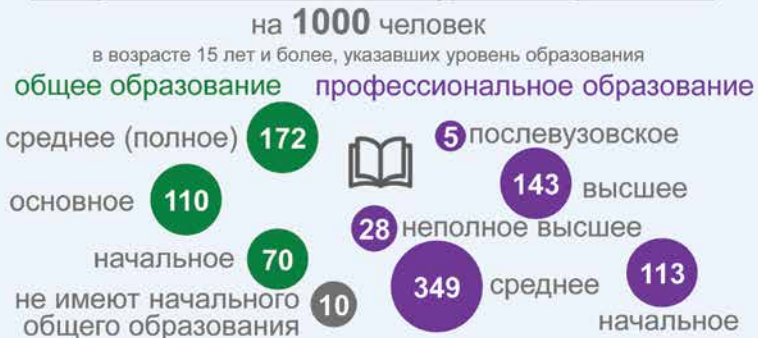 на 1000 человек
в возрасте 15 лет и более, указавших уровень образования
общее образование
профессиональное образование
среднее (полное) 172
основное 110
начальное 70
не имеют начального 10
общего образования
5 послевузовское
143 высшее
28 неполное высшее
349 среднее
113
начальное